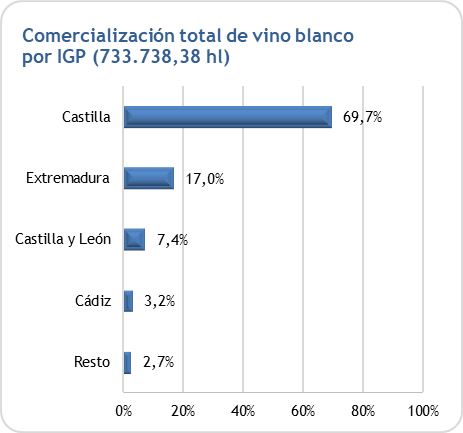 Comercialización total de vino blanco
por IGP (733.738,38 hl)
Castilla 69,7%
Extremadura 17,0%
Castilla y León 7,4%
Cádiz 3,2%
Resto 2,7%
0% 20% 40% 60% 80% 100%